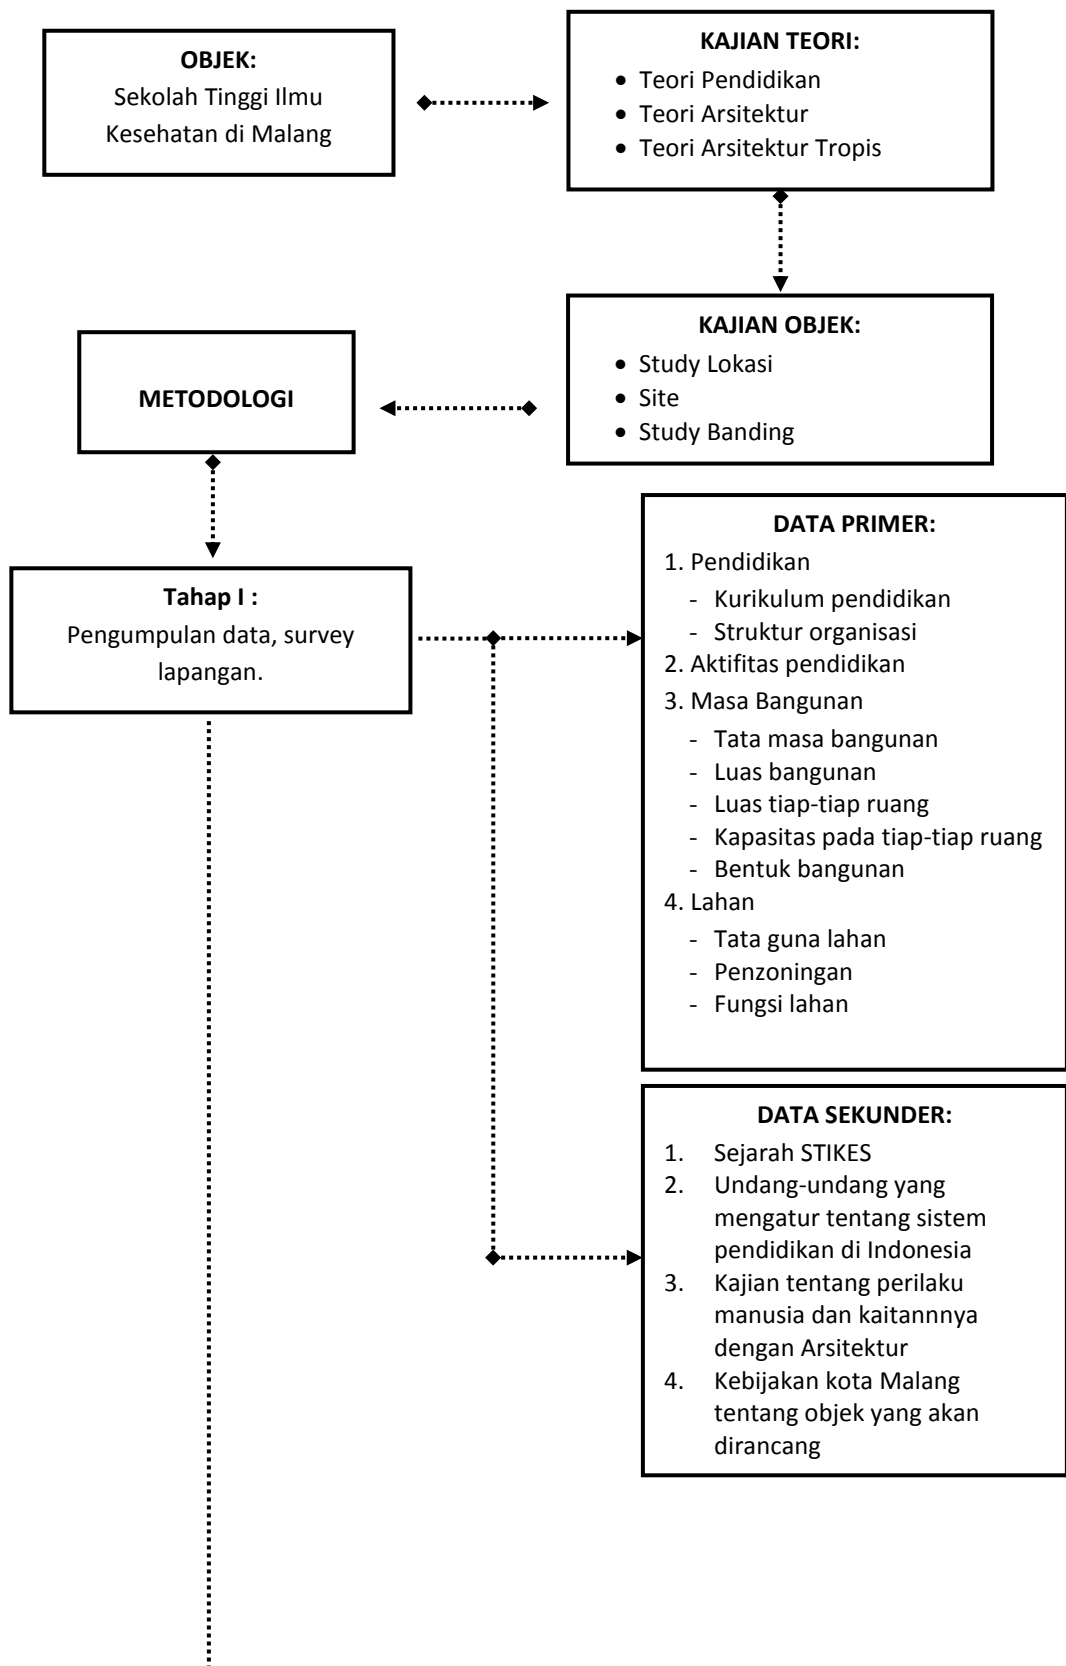 OBJEK:
Sekolah Tinggi Ilmu
Kesehatan di Malang
KAJIAN TEORI:
• Teori Pendidikan
• Teori Arsitektur
• Teori Arsitektur Tropis
KAJIAN OBJEK:
• Study Lokasi
• Site
• Study Banding
METODOLOGI
Tahap I :
Pengumpulan data, survey
lapangan.
DATA PRIMER:
1. Pendidikan
- Kurikulum pendidikan
- Struktur organisasi
2. Aktifitas pendidikan
3. Masa Bangunan
- Tata masa bangunan
- Luas bangunan
- Luas tiap-tiap ruang
- Kapasitas pada tiap-tiap ruang
- Bentuk bangunan
4. Lahan
- Tata guna lahan
- Penzoningan
- Fungsi lahan
DATA SEKUNDER:
1. Sejarah STIKES
2. Undang-undang yang
mengatur tentang sistem
pendidikan di Indonesia
3. Kajian tentang perilaku
manusia dan kaitannnya
dengan Arsitektur
4. Kebijakan kota Malang
tentang objek yang akan
dirancang